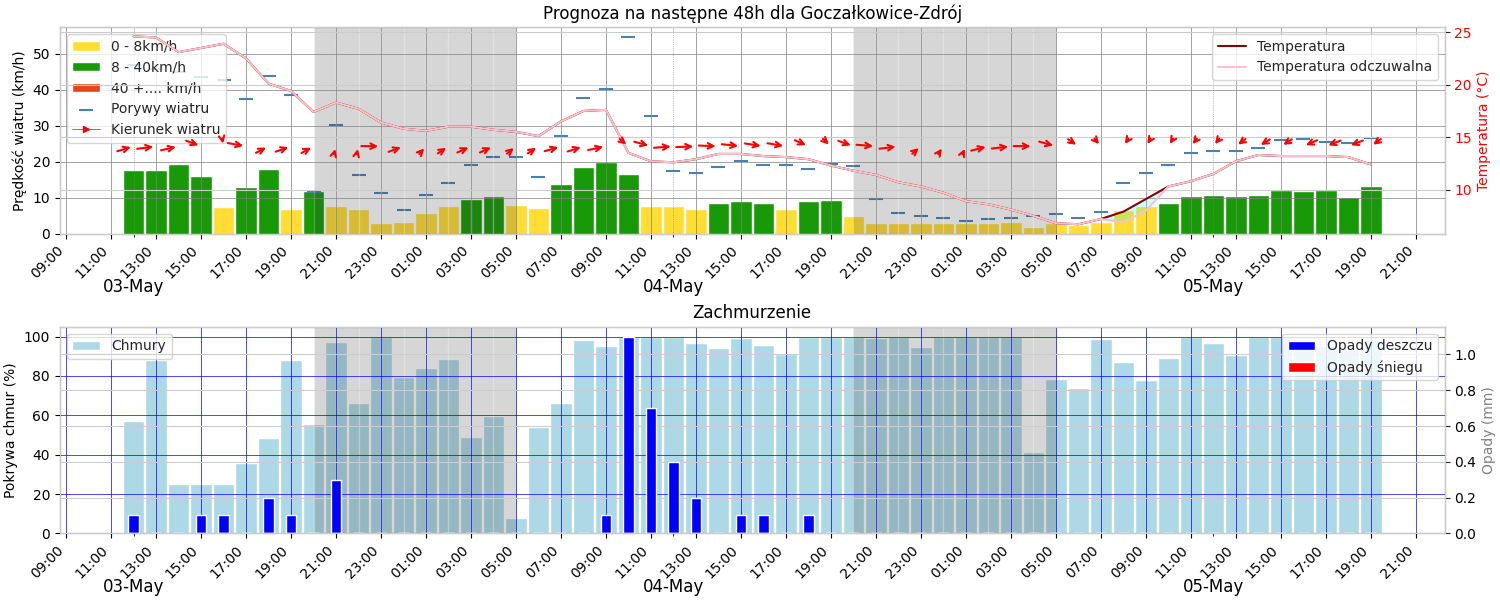 Prognoza na następne 48h dla Goczałkowice-Zdrój
Prędkość wiatru (km/h)
50
40
30
20
10
0
0 - 8km/h
8 - 40km/h
40 +.... km/h
Porywy wiatru
Kierunek wiatru
Temperatura
Temperatura odczuwalna
25
20
15
10
Temperatura (°C)
09:00 11:00 13:00 15:00 17:00 19:00 21:00 23:00 01:00 03:00 05:00 07:00 09:00 11:00 13:00 15:00 17:00 19:00 21:00 23:00 01:00 03:00 05:00 07:00 09:00 11:00 13:00 15:00 17:00 19:00 21:00
03-May 04-May 05-May
Zachmurzenie
Pokrywa chmur (%)
100
80
60
40
20
0
Chmury
Opady deszczu
Opady śniegu
1.0
0.8
0.6
0.4
0.2
0.0
Opady (mm)
09:00 11:00 13:00 15:00 17:00 19:00 21:00 23:00 01:00 03:00 05:00 07:00 09:00 11:00 13:00 15:00 17:00 19:00 21:00 23:00 01:00 03:00 05:00 07:00 09:00 11:00 13:00 15:00 17:00 19:00 21:00
03-May 04-May 05-May